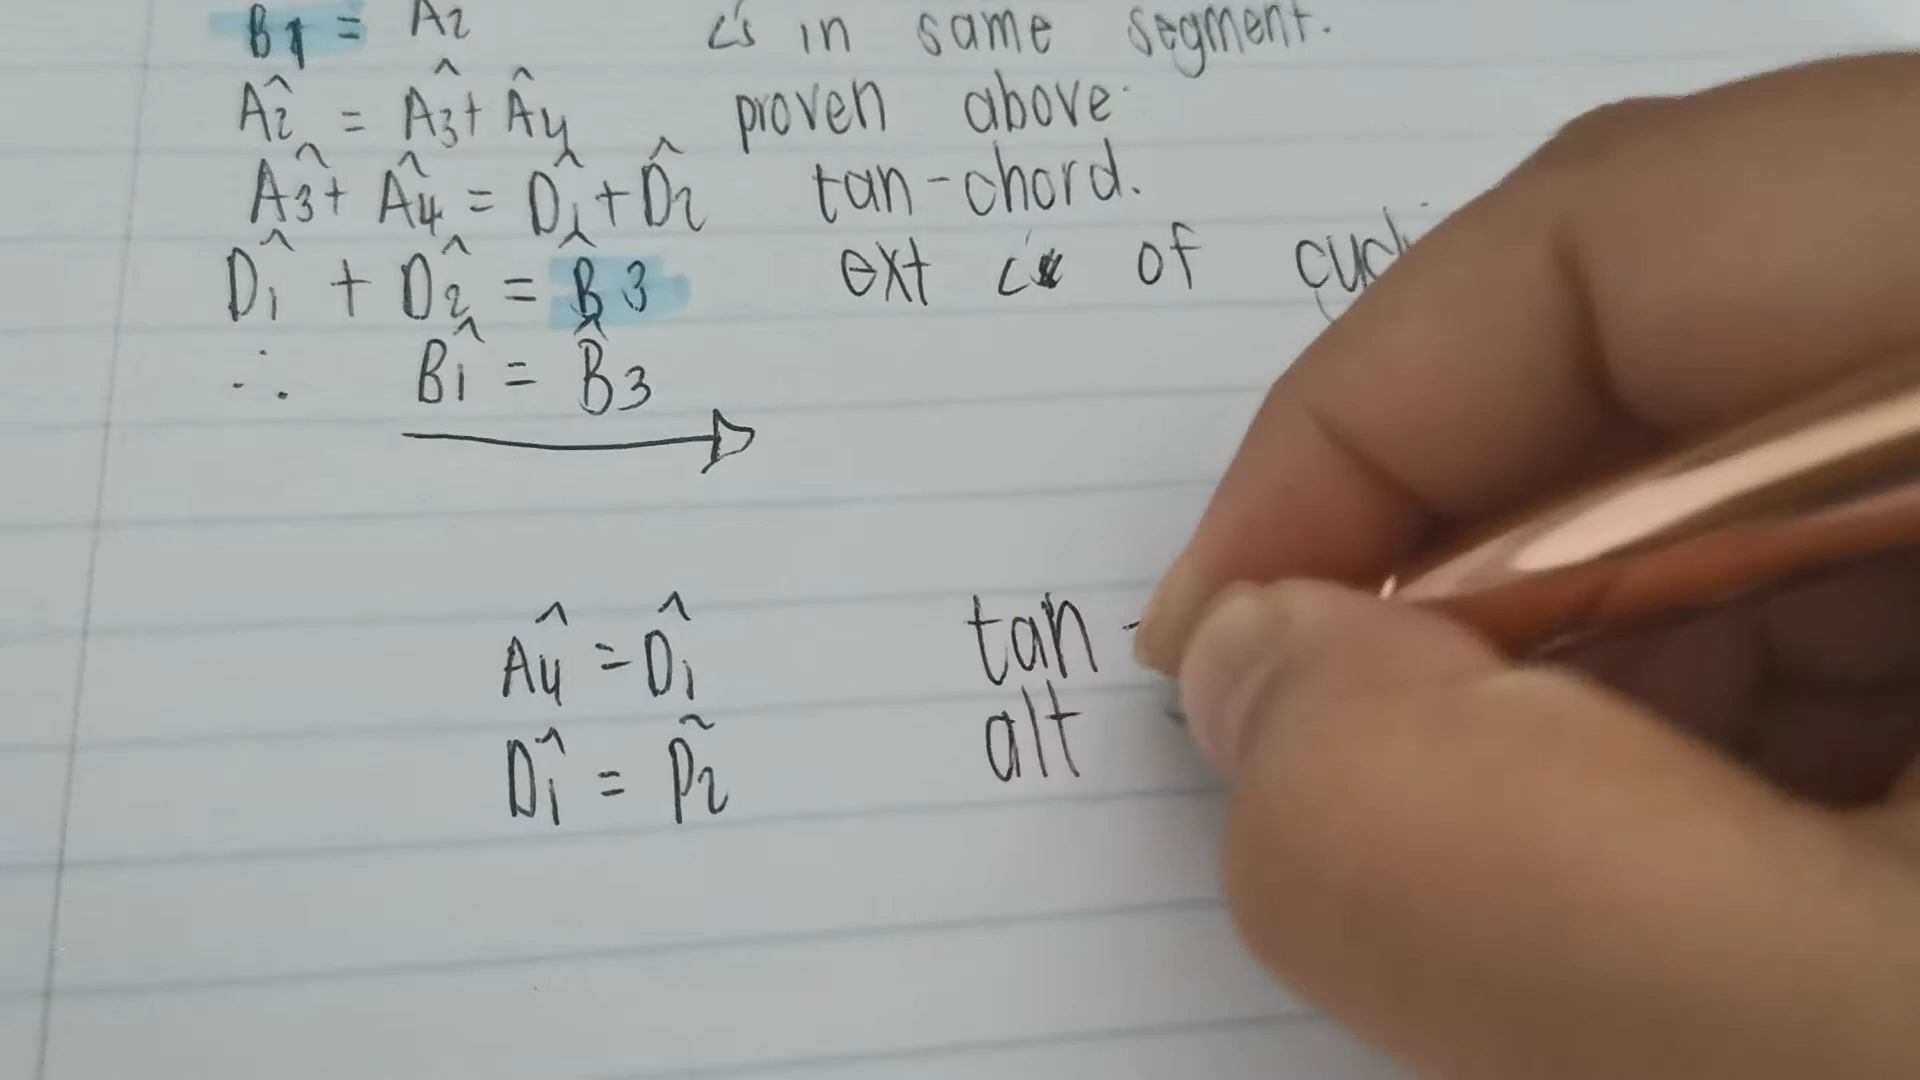 B1 = A2 ∠'s in same segment.
Â2 = Â3 + Â4 proven above.
Â3 + Â4 = D̂1 + D̂2 tan-chord.
D̂1 + D̂2 = B̂3 ext ∠ of
∴ B̂1 = B̂3
Â4 = D̂1 tan -
D̂1 = P̂2 alt